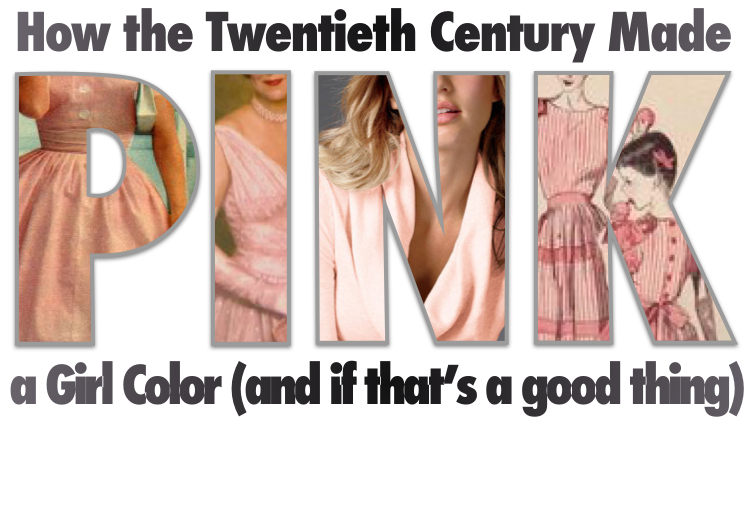 How the Twentieth Century Made
PINK
a Girl Color (and if that's a good thing)